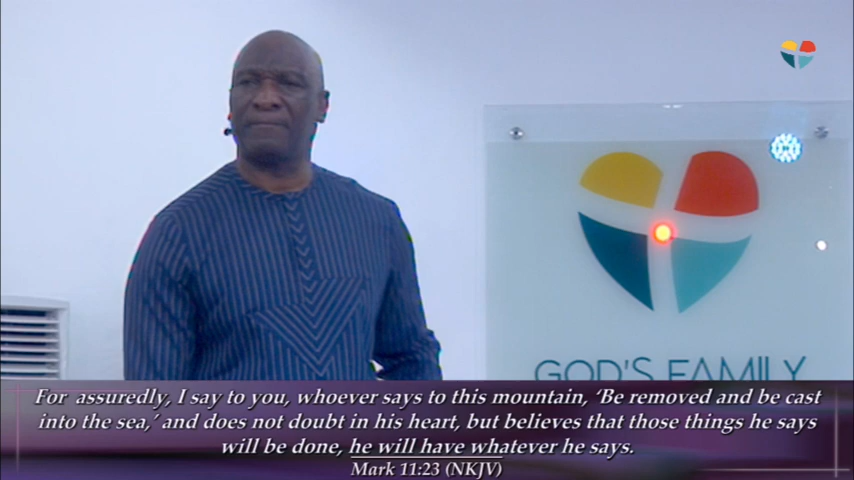 GOD'S FAMILY
For assuredly, I say to you, whoever says to this mountain, ‘Be removed and be cast
into the sea,’ and does not doubt in his heart, but believes that those things he says
will be done, he will have whatever he says.
Mark 11:23 (NKJV)